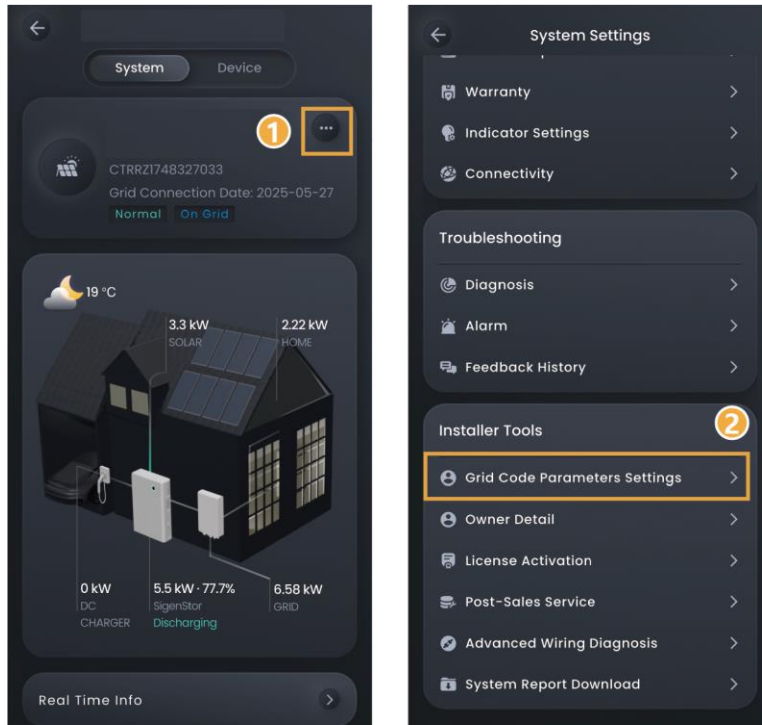 System
Device
1
...
CTRRZ1748327033
Grid Connection Date: 2025-05-27
Normal On Grid
19 °C
3.3 kW
SOLAR
2.22 kW
HOME
0 kW
DC
CHARGER
5.5 kW · 77.7%
SigenStor
Discharging
6.58 kW
GRID
Real Time Info
System Settings
Warranty
Indicator Settings
Connectivity
Troubleshooting
Diagnosis
Alarm
Feedback History
Installer Tools
2
Grid Code Parameters Settings
Owner Detail
License Activation
Post-Sales Service
Advanced Wiring Diagnosis
System Report Download